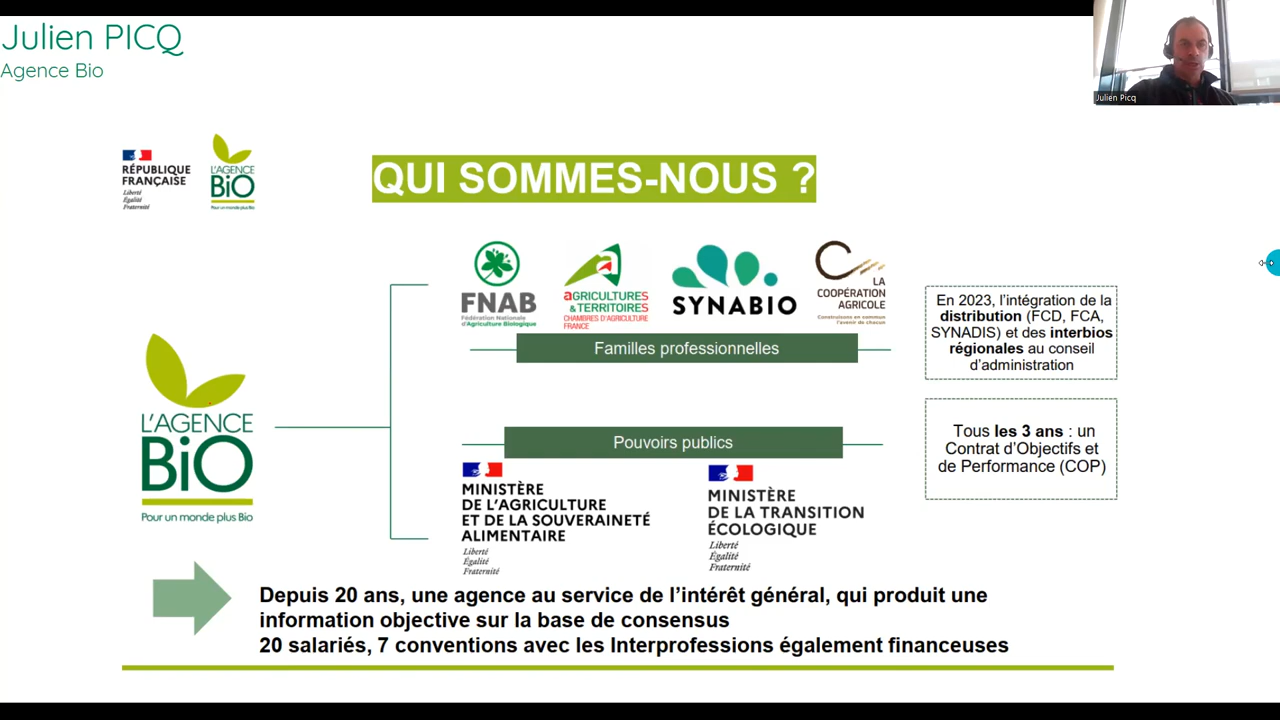 Julien PICQ
Agence Bio
Julien Picq
RÉPUBLIQUE
FRANÇAISE
Liberté
Égalité
Fraternité
L'AGENCE
BiO
Pour un monde plus Bio
QUI SOMMES-NOUS ?
FNAB
Fédération Nationale
d'Agriculture Biologique
aGRICULTURES
& TERRITOIRES
CHAMBRES D'AGRICULTURE
FRANCE
SYNABIO
LA
COOPÉRATION
AGRICOLE
Construisons en commun
l'avenir de chacun
Familles professionnelles
En 2023, l'intégration de la
distribution (FCD, FCA,
SYNADIS) et des interbios
régionales au conseil
d'administration
L'AGENCE
BiO
Pour un monde plus Bio
Pouvoirs publics
Tous les 3 ans : un
Contrat d'Objectifs et
de Performance (COP)
MINISTÈRE
DE L'AGRICULTURE
ET DE LA SOUVERAINETÉ
ALIMENTAIRE
Liberté
Égalité
Fraternité
MINISTÈRE
DE LA TRANSITION
ÉCOLOGIQUE
Liberté
Égalité
Fraternité
Depuis 20 ans, une agence au service de l'intérêt général, qui produit une
information objective sur la base de consensus
20 salariés, 7 conventions avec les Interprofessions également financeuses